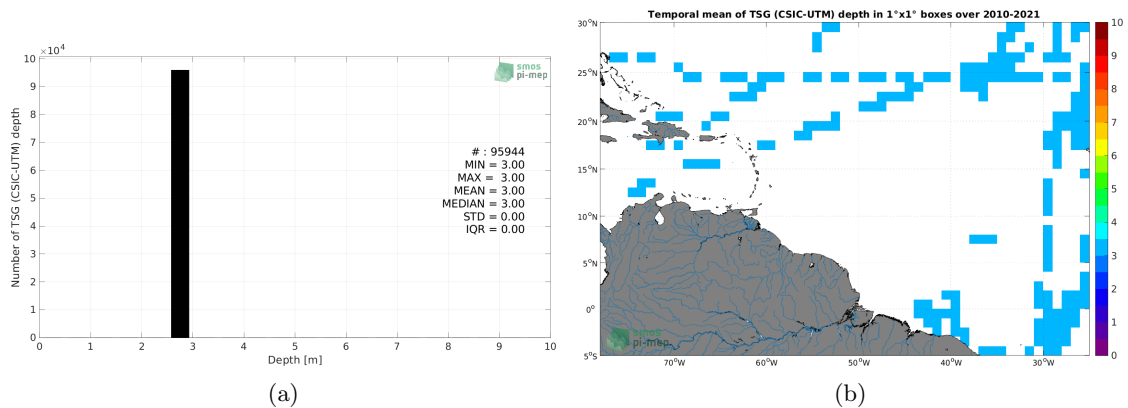 ×10⁴
10
9
8
7
6
5
4
3
2
1
0
Number of TSG (CSIC-UTM) depth
smos
pi-mep
# : 95944
MIN = 3.00
MAX = 3.00
MEAN = 3.00
MEDIAN = 3.00
STD = 0.00
IQR = 0.00
0 1 2 3 4 5 6 7 8 9 10
Depth [m]
(a)
Temporal mean of TSG (CSIC-UTM) depth in 1°x1° boxes over 2010-2021
30°N
25°N
20°N
15°N
10°N
5°N
0°
5°S
smos
pi-mep
70°W 60°W 50°W 40°W 30°W
10
9
8
7
6
5
4
3
2
1
0
(b)